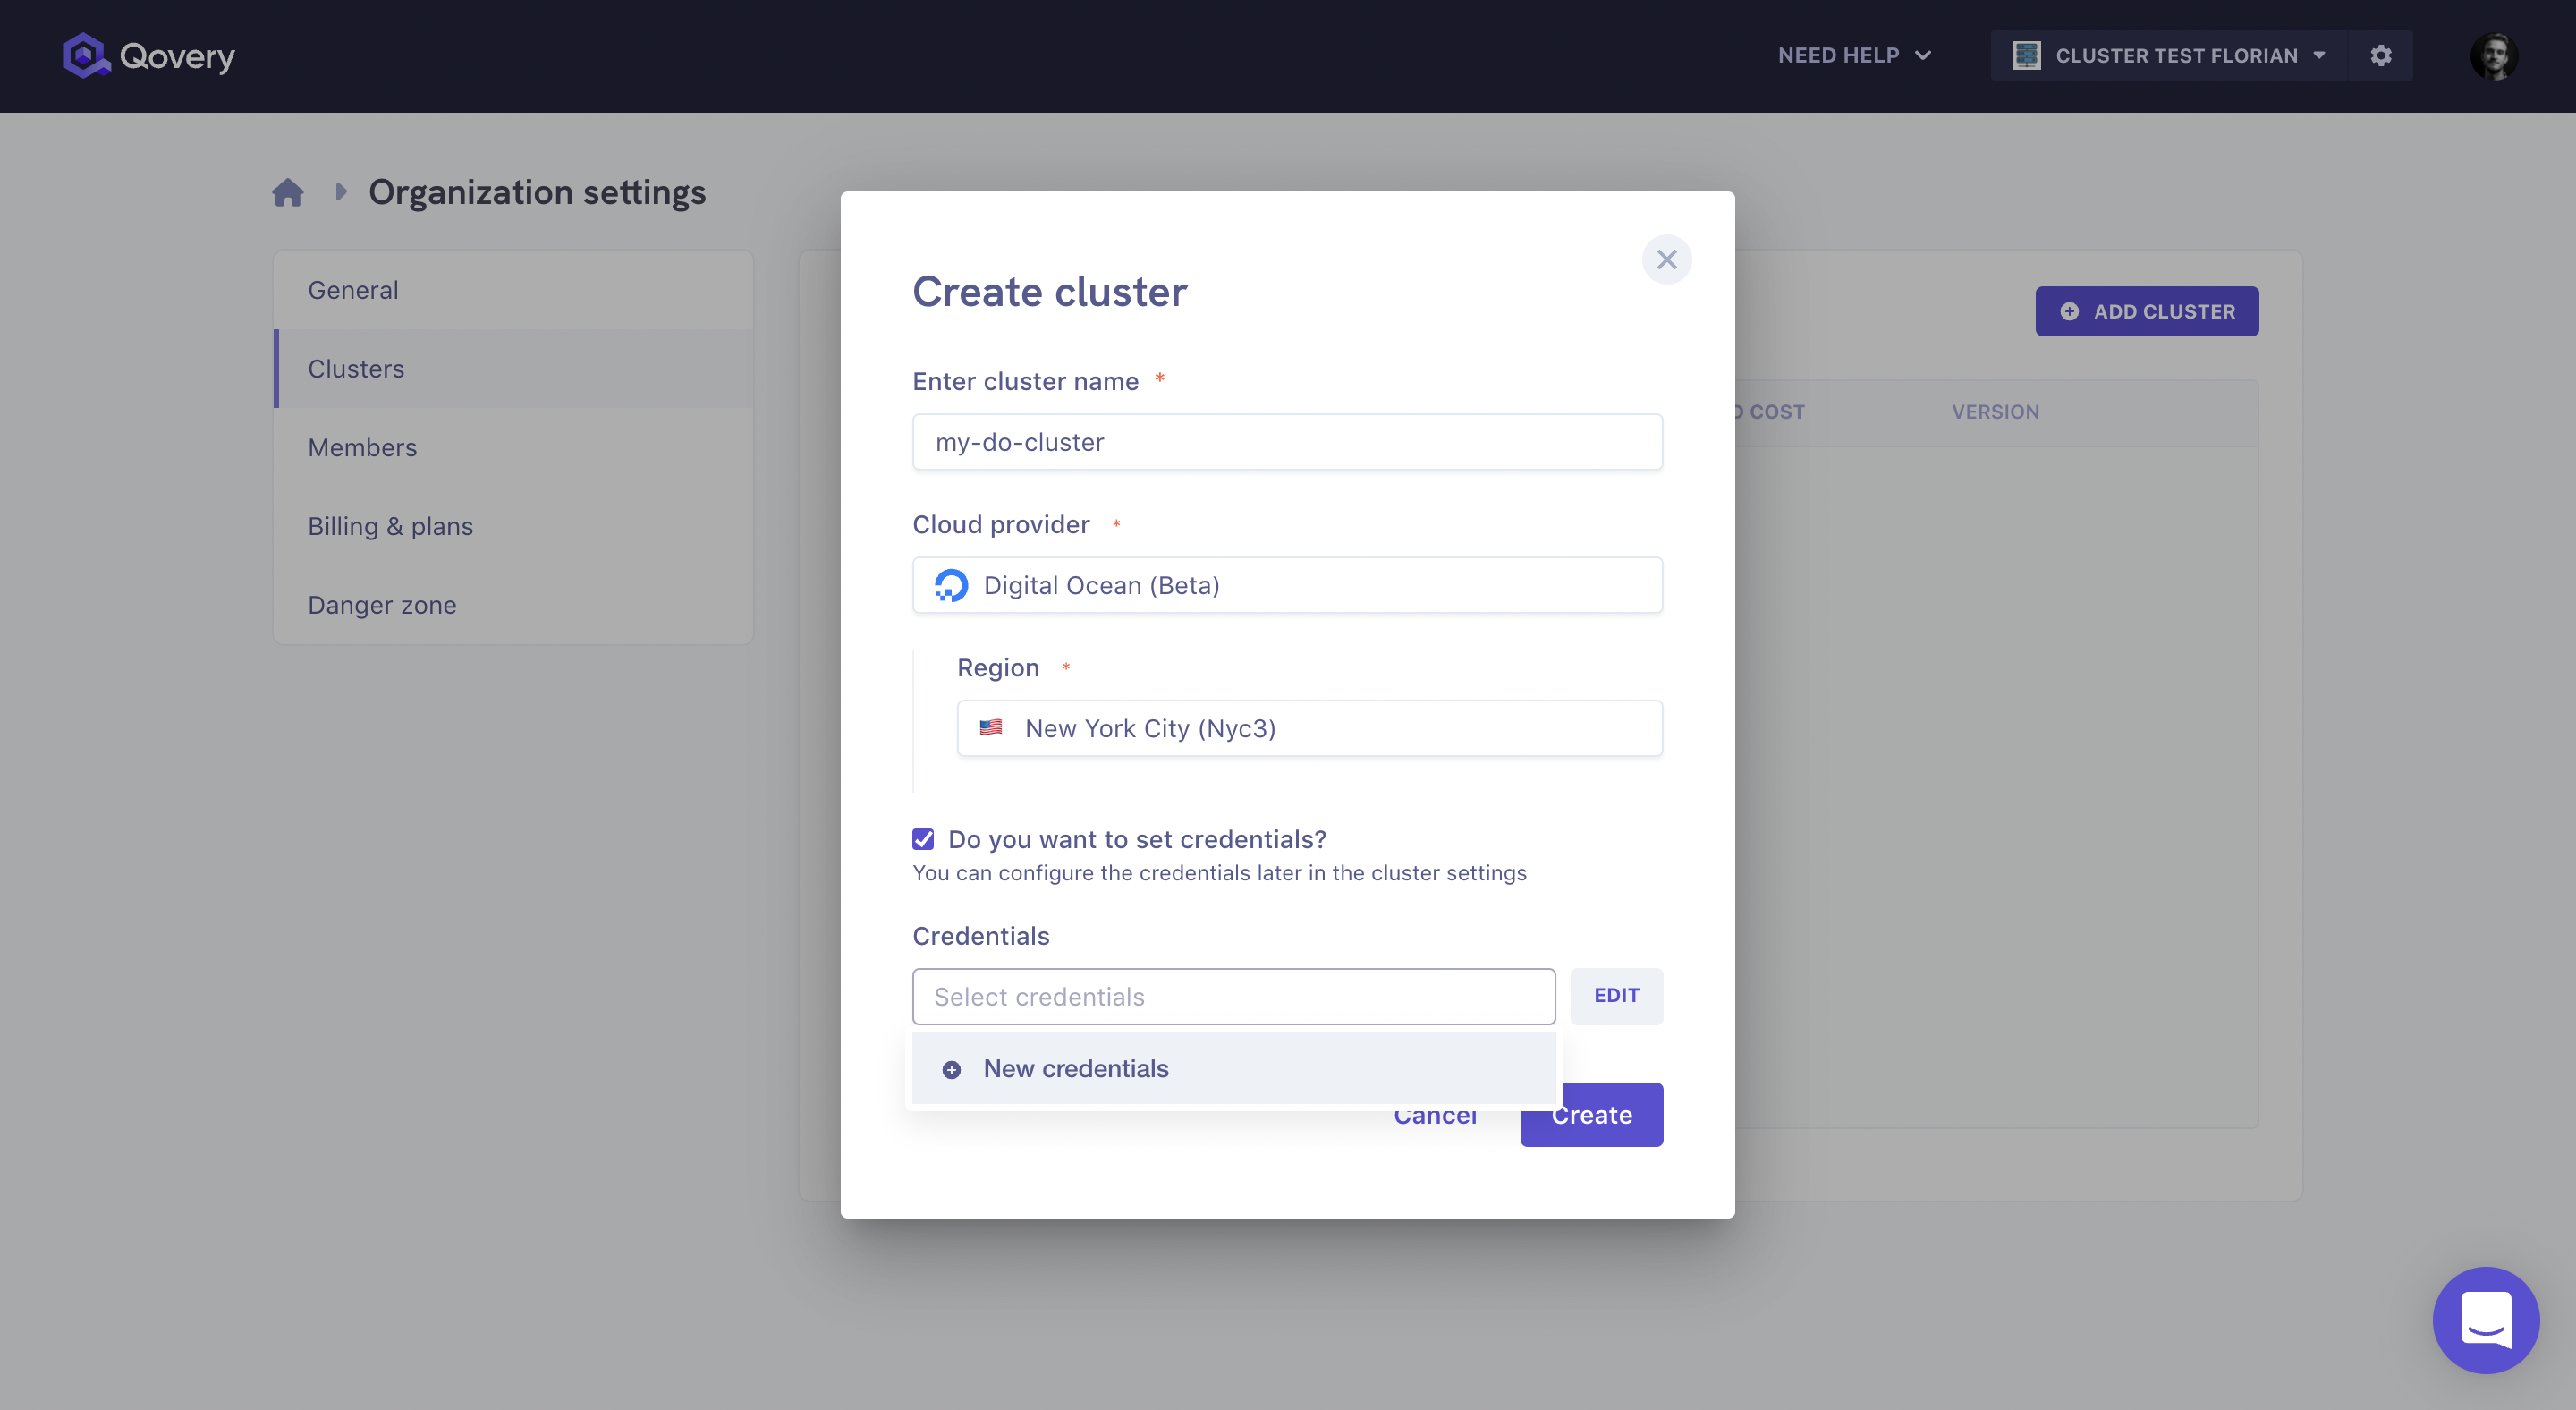 Qovery
NEED HELP
CLUSTER TEST FLORIAN
Organization settings
General
Clusters
Members
Billing & plans
Danger zone
ADD CLUSTER
COST
VERSION
Create cluster
Enter cluster name *
my-do-cluster
Cloud provider *
Digital Ocean (Beta)
Region *
New York City (Nyc3)
Do you want to set credentials?
You can configure the credentials later in the cluster settings
Credentials
Select credentials
EDIT
New credentials
Cancel
Create